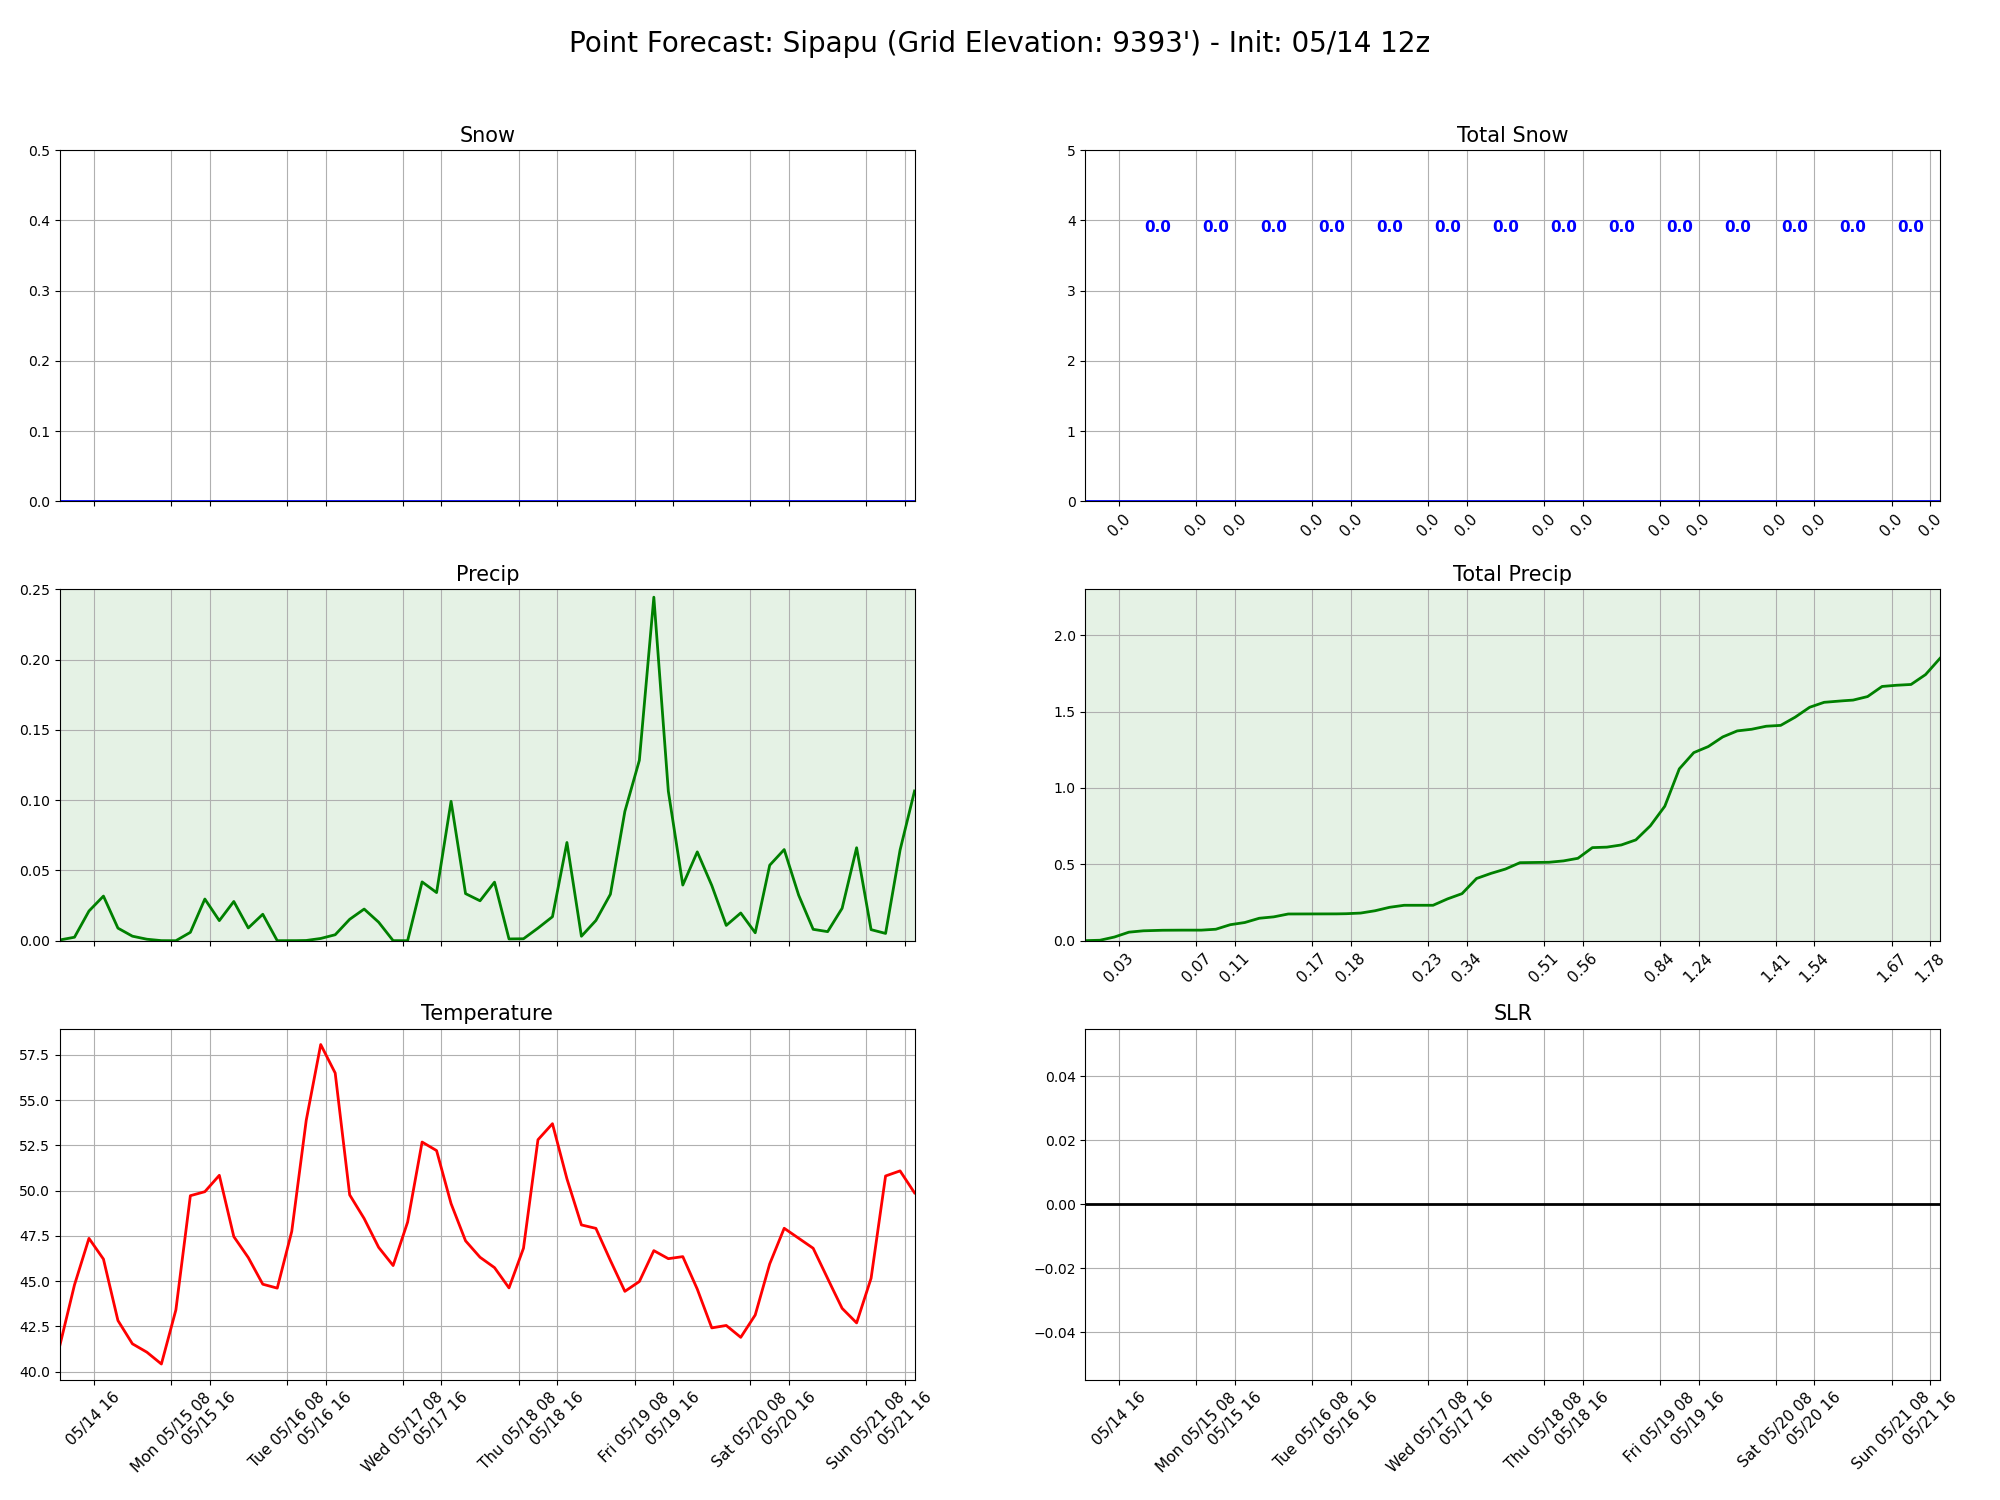 Point Forecast: Sipapu (Grid Elevation: 9393') - Init: 05/14 12z
Snow
0.5
0.4
0.3
0.2
0.1
0.0
Total Snow
5
4
3
2
1
0
0.0 0.0 0.0 0.0 0.0 0.0 0.0 0.0 0.0 0.0 0.0 0.0 0.0 0.0
0.0 0.0 0.0 0.0 0.0 0.0 0.0 0.0 0.0 0.0 0.0 0.0 0.0 0.0 0.0
Precip
0.25
0.20
0.15
0.10
0.05
0.00
Total Precip
2.0
1.5
1.0
0.5
0.0
0.03 0.07 0.11 0.17 0.18 0.23 0.34 0.51 0.56 0.84 1.24 1.41 1.54 1.67 1.78
Temperature
57.5
55.0
52.5
50.0
47.5
45.0
42.5
40.0
05/14 16
Mon 05/15 08
05/15 16
Tue 05/16 08
05/16 16
Wed 05/17 08
05/17 16
Thu 05/18 08
05/18 16
Fri 05/19 08
05/19 16
Sat 05/20 08
05/20 16
Sun 05/21 08
05/21 16
SLR
0.04
0.02
0.00
−0.02
−0.04
05/14 16
Mon 05/15 08
05/15 16
Tue 05/16 08
05/16 16
Wed 05/17 08
05/17 16
Thu 05/18 08
05/18 16
Fri 05/19 08
05/19 16
Sat 05/20 08
05/20 16
Sun 05/21 08
05/21 16